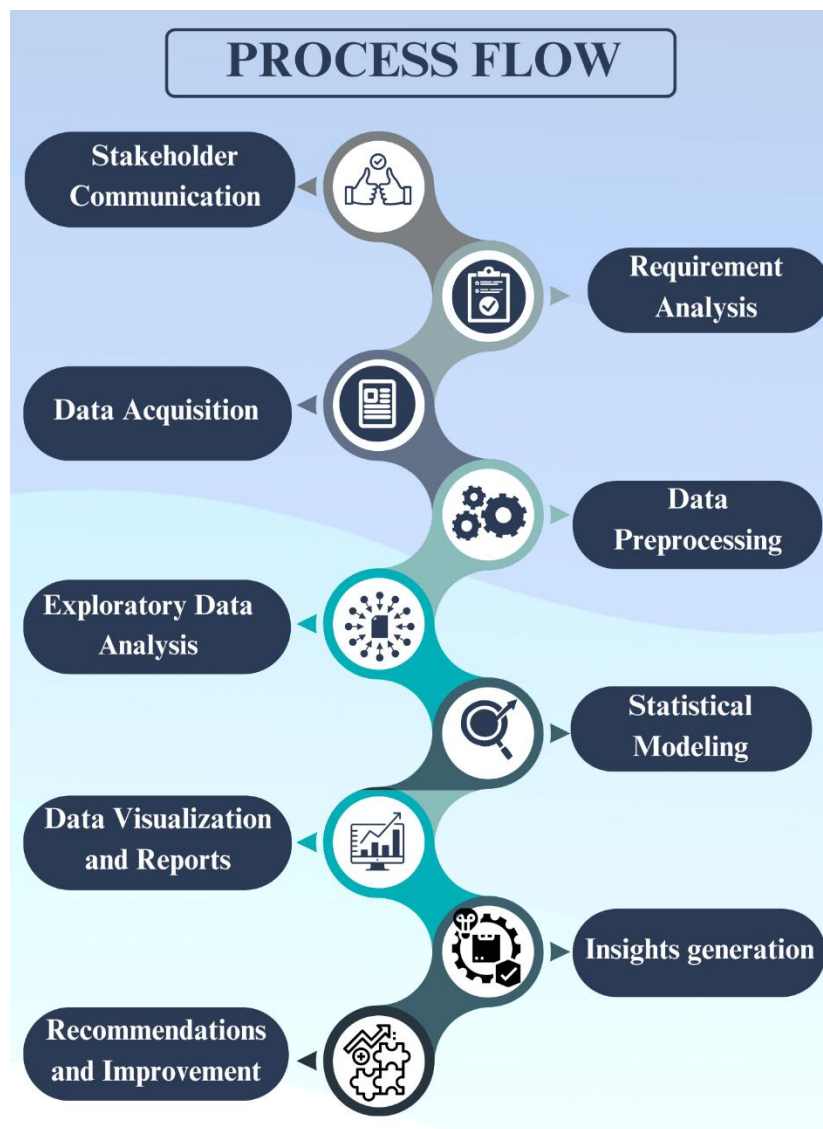 PROCESS FLOW
Stakeholder
Communication
Requirement
Analysis
Data Acquisition
Data
Preprocessing
Exploratory Data
Analysis
Statistical
Modeling
Data Visualization
and Reports
Insights generation
Recommendations
and Improvement